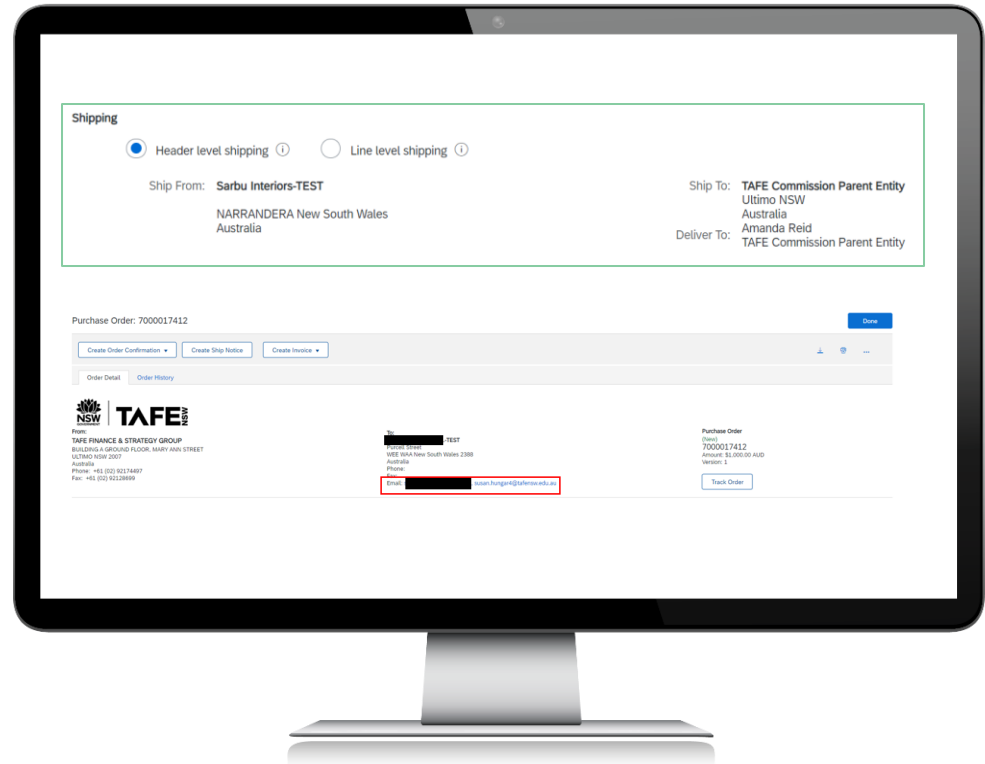 Shipping
Header level shipping
Line level shipping
Ship From: Sarbu Interiors-TEST
NARRANDERA New South Wales
Australia
Ship To: TAFE Commission Parent Entity
Ultimo NSW
Australia
Deliver To: Amanda Reid
TAFE Commission Parent Entity
Purchase Order: 7000017412
Done
Create Order Confirmation
Create Ship Notice
Create Invoice
...
Order Detail
Order History
NSW
GOVERNMENT
TAFE NSW
From:
TAFE FINANCE & STRATEGY GROUP
BUILDING A GROUND FLOOR, MARY ANN STREET
ULTIMO NSW 2007
Australia
Phone: +61 (02) 92174497
Fax: +61 (02) 92128699
To:
-TEST
Purcell Street
WEE WAA New South Wales 2388
Australia
Phone:
Fax:
Email: susan.hungar4@tafensw.edu.au
Purchase Order
(New)
7000017412
Amount: $1,000.00 AUD
Version: 1
Track Order